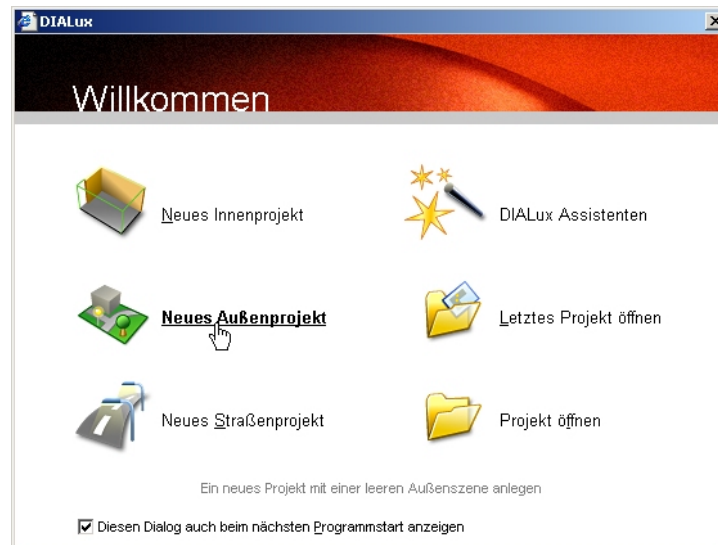 DIALux
Willkommen
Neues Innenprojekt
DIALux Assistenten
Neues Außenprojekt
Letztes Projekt öffnen
Neues Straßenprojekt
Projekt öffnen
Ein neues Projekt mit einer leeren Außenszene anlegen
Diesen Dialog auch beim nächsten Programmstart anzeigen